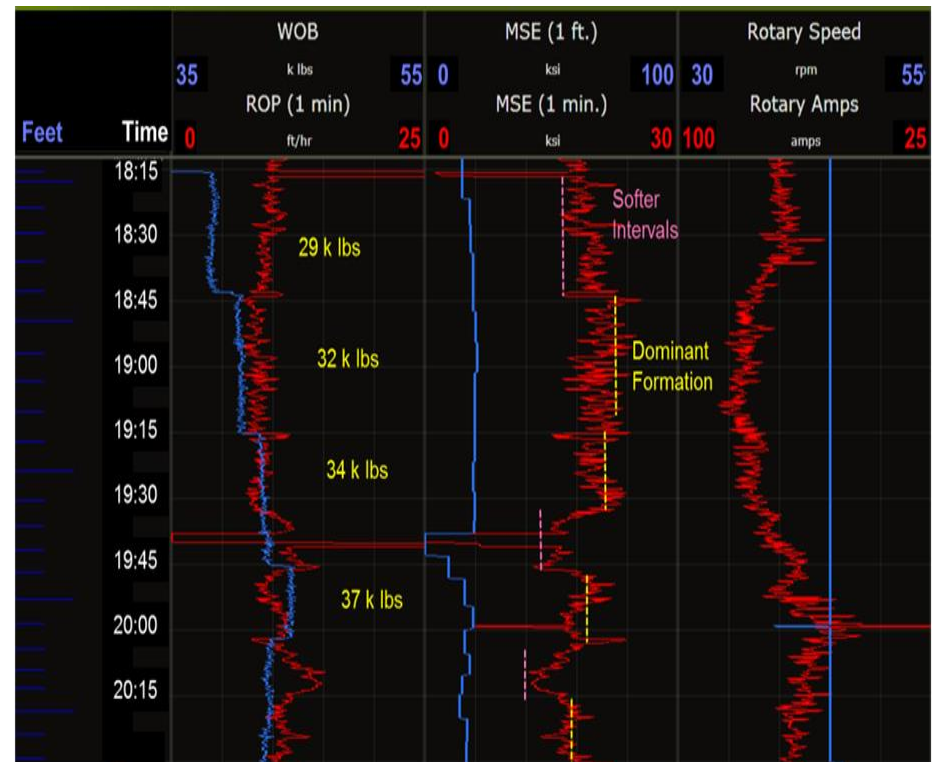 WOB
k lbs
35 55
ROP (1 min)
0 ft/hr 25
MSE (1 ft.)
ksi
0 100
MSE (1 min.)
0 ksi 30
Rotary Speed
rpm
30 55
Rotary Amps
100 amps 25
Feet Time
18:15
18:30
18:45
19:00
19:15
19:30
19:45
20:00
20:15
29 k lbs
32 k lbs
34 k lbs
37 k lbs
Softer
Intervals
Dominant
Formation